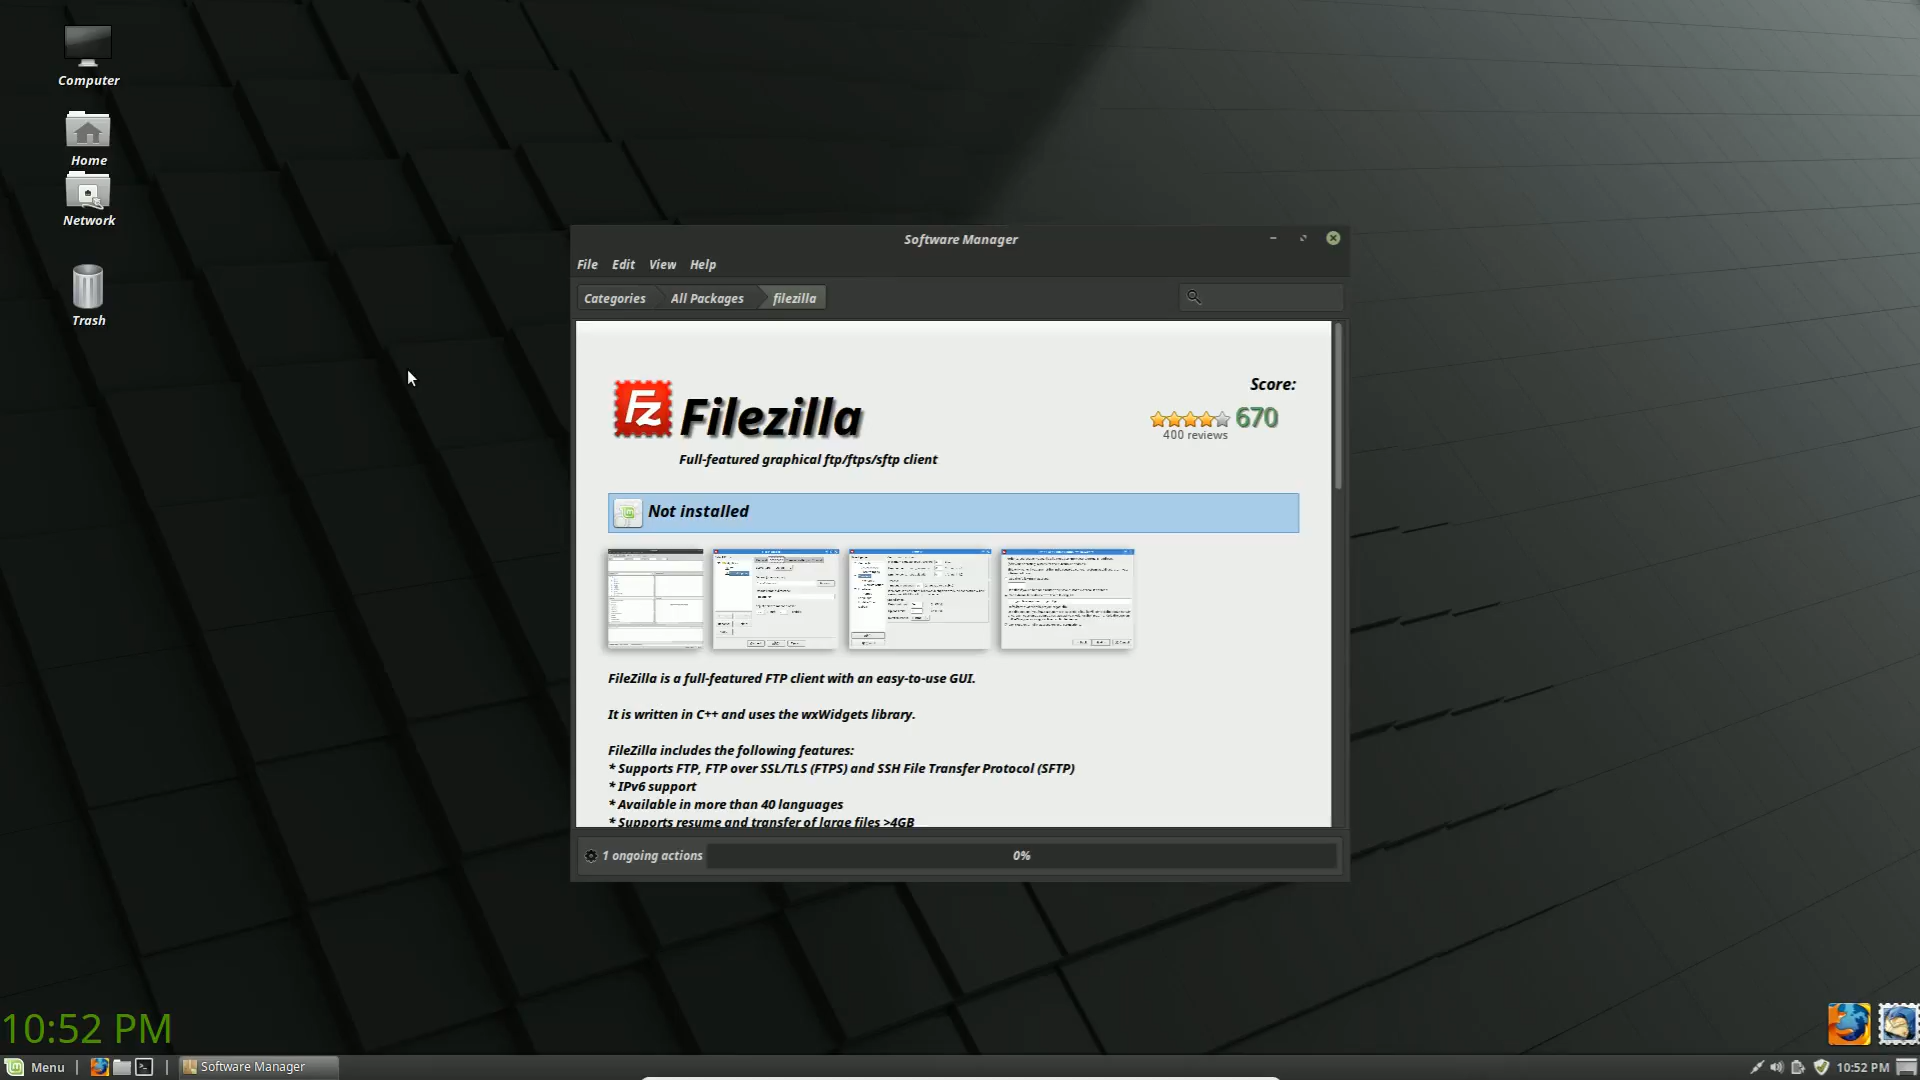 Computer
Home
Network
Trash
Software Manager
File Edit View Help
Categories All Packages filezilla
Fz Filezilla
Full-featured graphical ftp/ftps/sftp client
Score:
670
400 reviews
Not installed
FileZilla is a full-featured FTP client with an easy-to-use GUI.
It is written in C++ and uses the wxWidgets library.
FileZilla includes the following features:
* Supports FTP, FTP over SSL/TLS (FTPS) and SSH File Transfer Protocol (SFTP)
* IPv6 support
* Available in more than 40 languages
* Supports resume and transfer of large files >4GB
1 ongoing actions 0%
10:52 PM
Menu Software Manager 10:52 PM